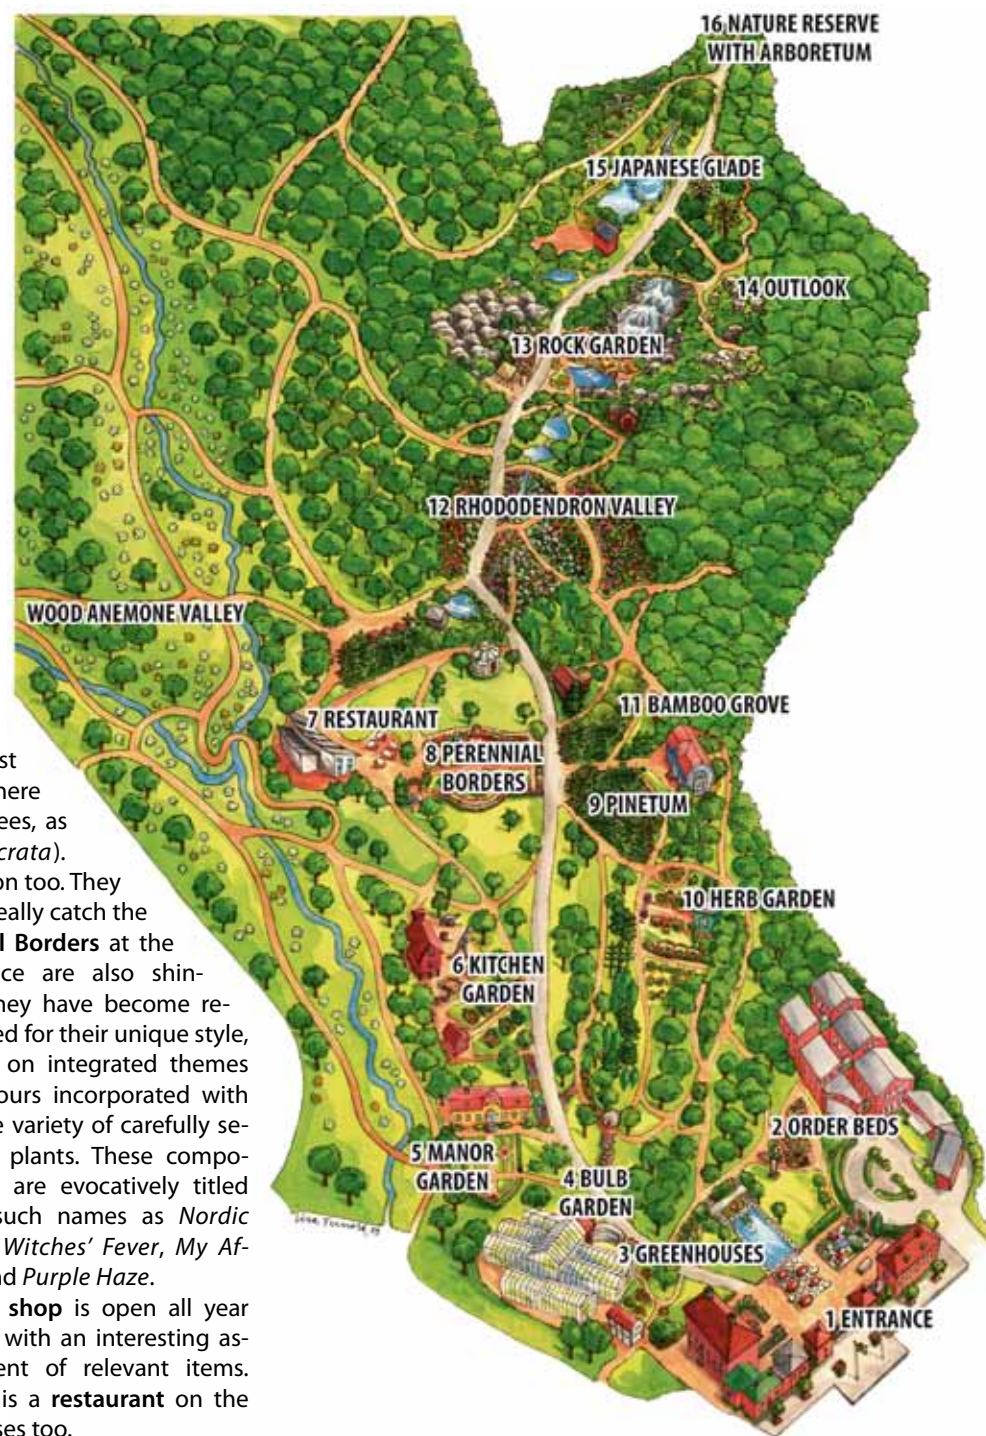 16 NATURE RESERVE
WITH ARBORETUM
15 JAPANESE GLADE
14 OUTLOOK
13 ROCK GARDEN
12 RHODODENDRON VALLEY
WOOD ANEMONE VALLEY
11 BAMBOO GROVE
7 RESTAURANT
8 PERENNIAL
BORDERS
9 PINETUM
10 HERB GARDEN
6 KITCHEN
GARDEN
2 ORDER BEDS
5 MANOR
GARDEN
4 BULB
GARDEN
3 GREENHOUSES
1 ENTRANCE
st
here
ees, as
crata).
on too. They
eally catch the
l Borders at the
ce are also shin-
hey have become re-
ed for their unique style,
on integrated themes
ours incorporated with
e variety of carefully se-
plants. These compo-
are evocatively titled
such names as Nordic
Witches' Fever, My Af-
nd Purple Haze.
shop is open all year
with an interesting as-
ent of relevant items.
is a restaurant on the
ses too.